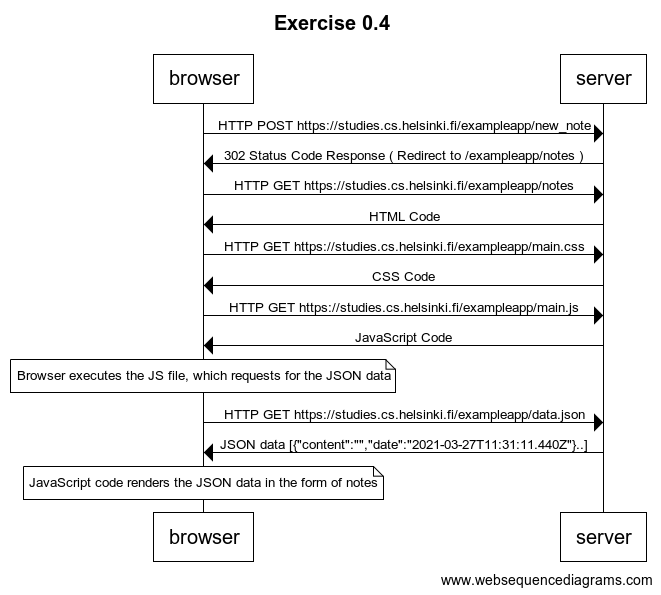 Exercise 0.4
browser
server
HTTP POST https://studies.cs.helsinki.fi/exampleapp/new_note
302 Status Code Response ( Redirect to /exampleapp/notes )
HTTP GET https://studies.cs.helsinki.fi/exampleapp/notes
HTML Code
HTTP GET https://studies.cs.helsinki.fi/exampleapp/main.css
CSS Code
HTTP GET https://studies.cs.helsinki.fi/exampleapp/main.js
JavaScript Code
Browser executes the JS file, which requests for the JSON data
HTTP GET https://studies.cs.helsinki.fi/exampleapp/data.json
JSON data [{"content":"","date":"2021-03-27T11:31:11.440Z"}..]
JavaScript code renders the JSON data in the form of notes
browser
server
www.websequencediagrams.com